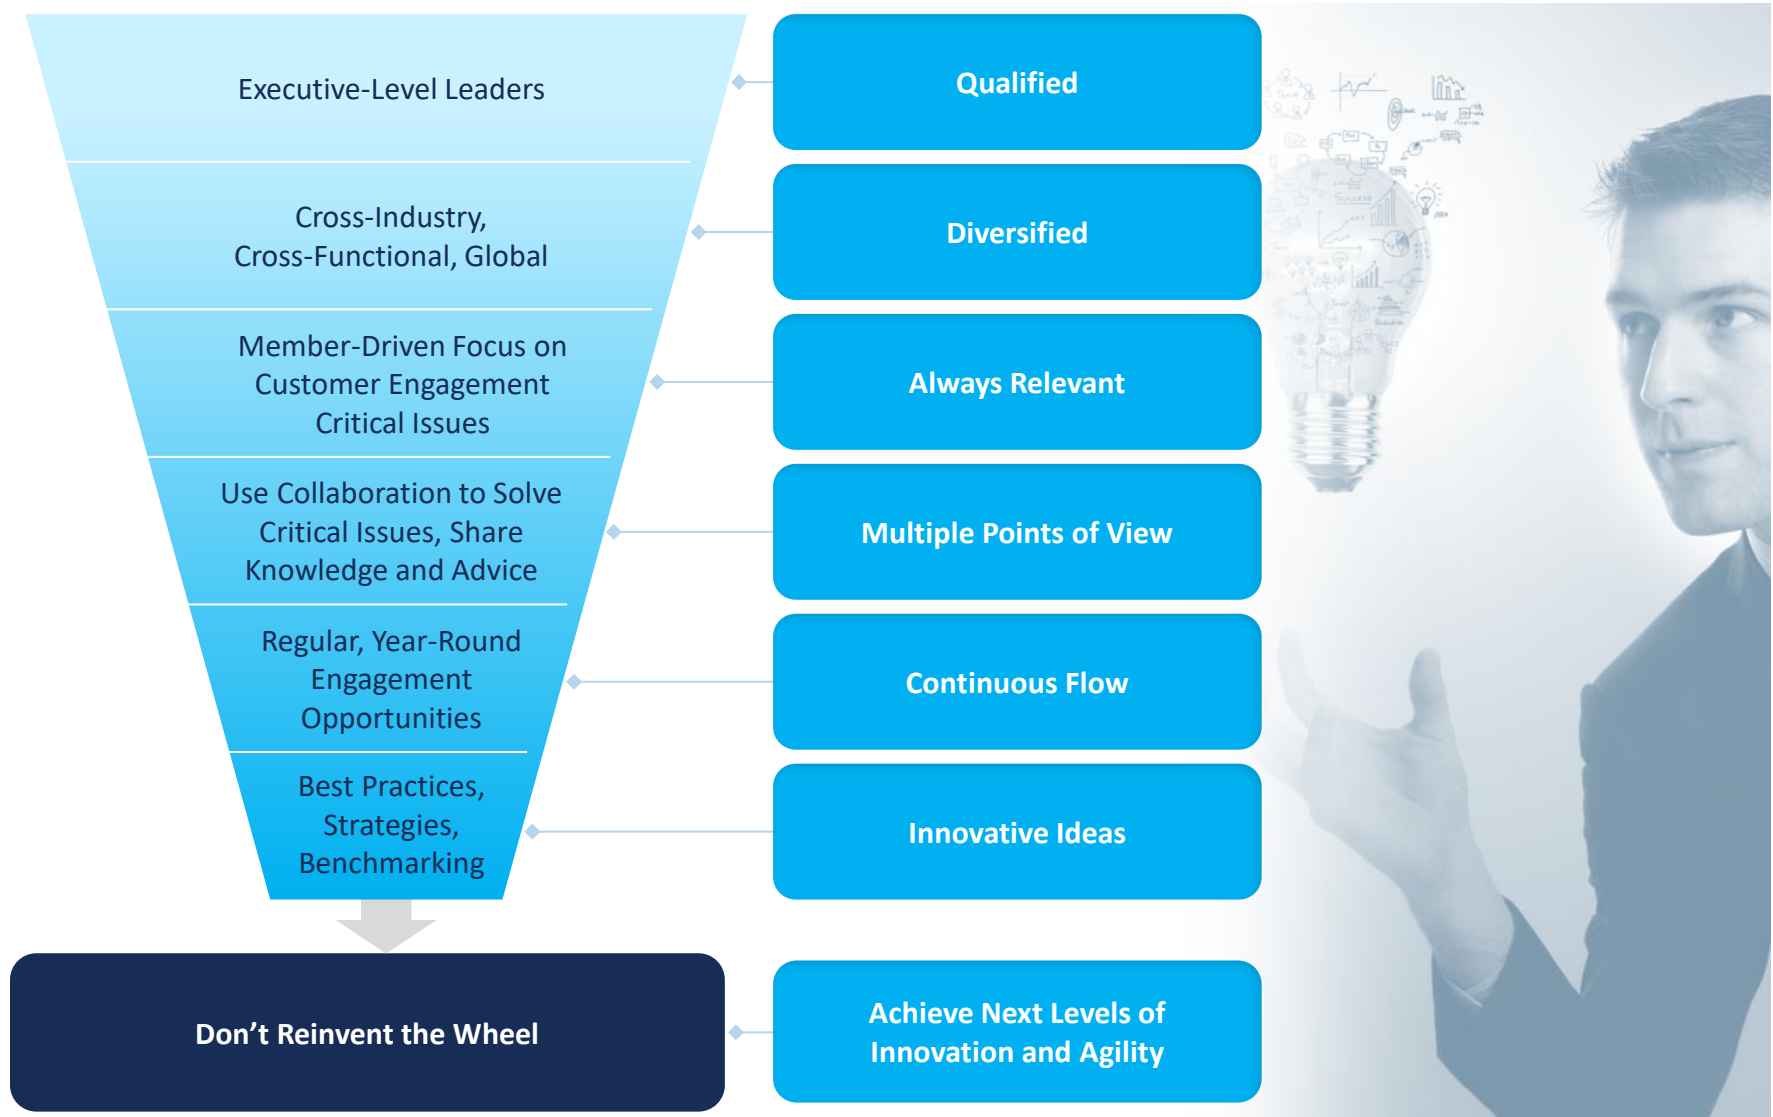 Executive-Level Leaders
Qualified
Cross-Industry,
Cross-Functional, Global
Diversified
Member-Driven Focus on
Customer Engagement
Critical Issues
Always Relevant
Use Collaboration to Solve
Critical Issues, Share
Knowledge and Advice
Multiple Points of View
Regular, Year-Round
Engagement
Opportunities
Continuous Flow
Best Practices,
Strategies,
Benchmarking
Innovative Ideas
Don’t Reinvent the Wheel
Achieve Next Levels of
Innovation and Agility
Team
Success